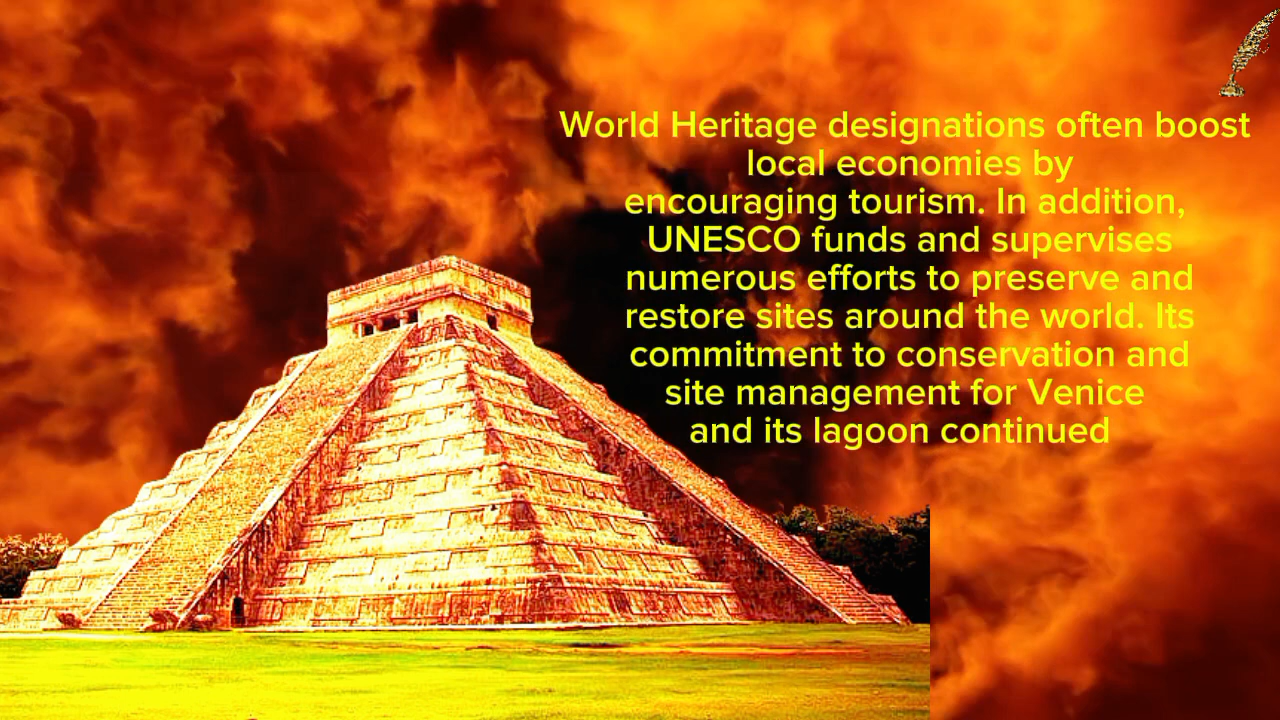 World Heritage designations often boost
local economies by
encouraging tourism. In addition,
UNESCO funds and supervises
numerous efforts to preserve and
restore sites around the world. Its
commitment to conservation and
site management for Venice
and its lagoon continued